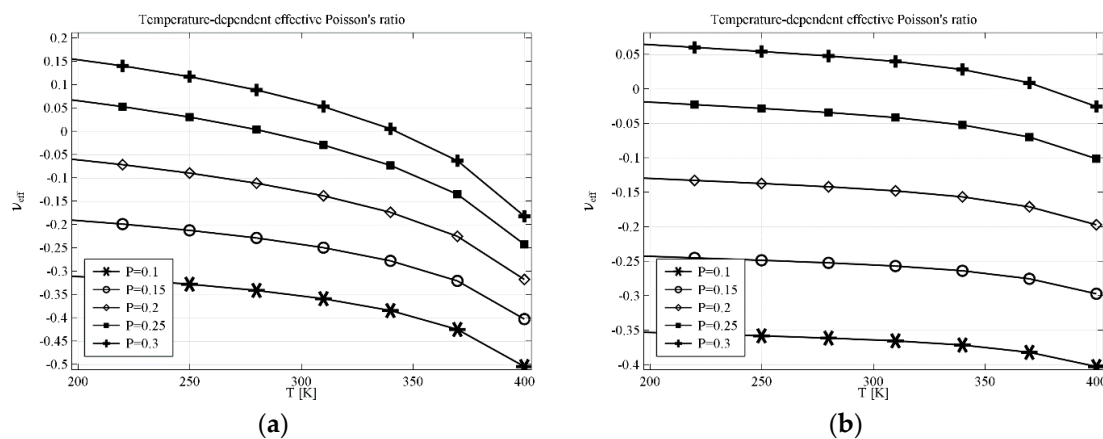 Temperature-dependent effective Poisson's ratio
0.2
0.15
0.1
0.05
0
-0.05
-0.1
-0.15
-0.2
-0.25
-0.3
-0.35
-0.4
-0.45
-0.5
ν_eff
P=0.1
P=0.15
P=0.2
P=0.25
P=0.3
200 250 300 350 400
T [K]
(a)
Temperature-dependent effective Poisson's ratio
0.05
0
-0.05
-0.1
-0.15
-0.2
-0.25
-0.3
-0.35
-0.4
ν_eff
P=0.1
P=0.15
P=0.2
P=0.25
P=0.3
200 250 300 350 400
T [K]
(b)